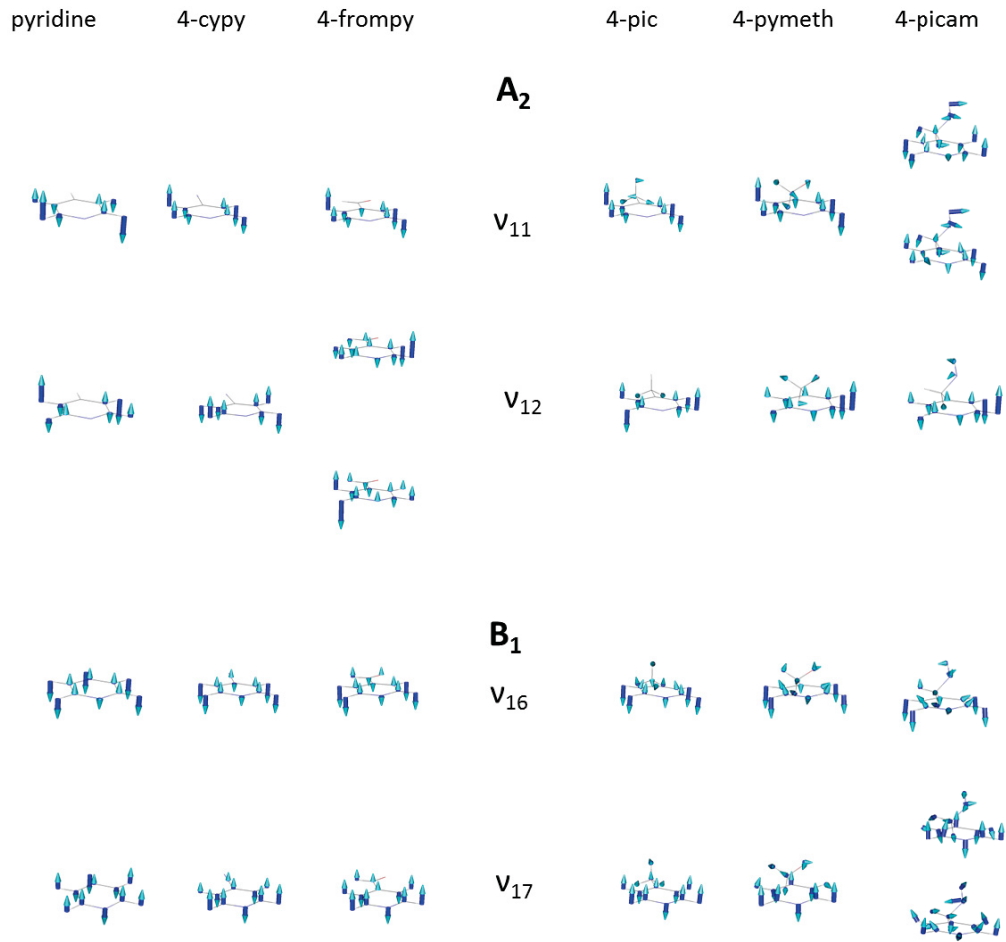 pyridine 4-cypy 4-frompy 4-pic 4-pymeth 4-picam
A₂
ν₁₁
ν₁₂
B₁
ν₁₆
ν₁₇